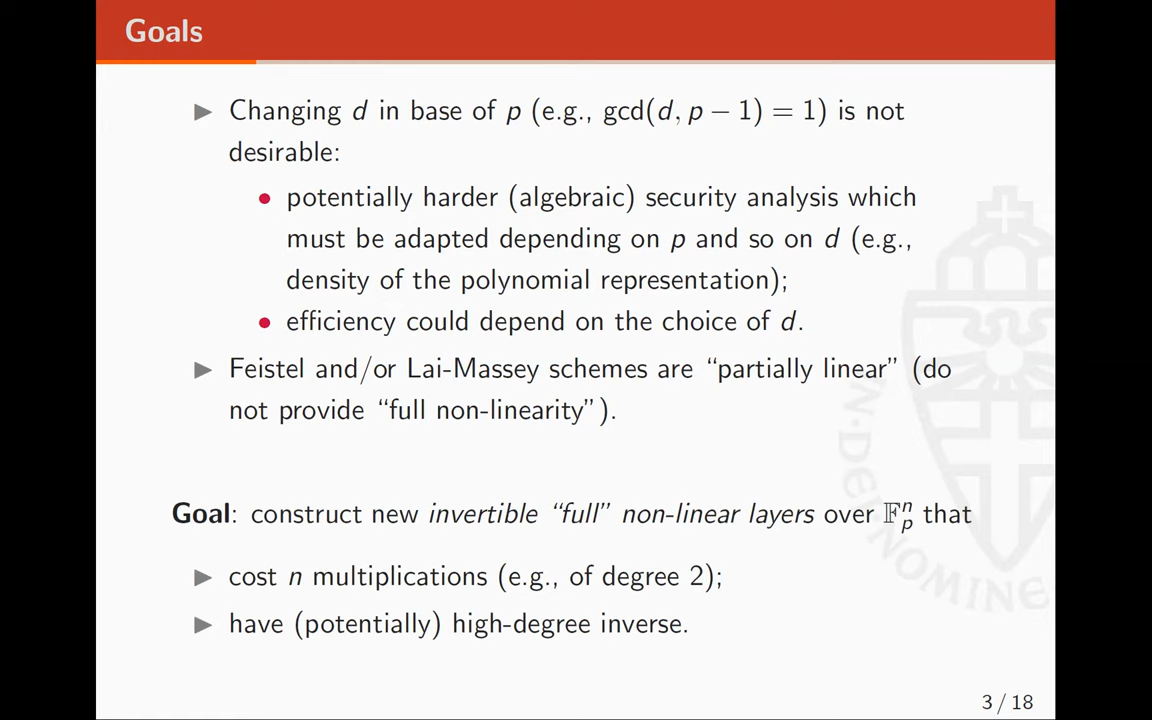 Goals
▶ Changing d in base of p (e.g., gcd(d, p − 1) = 1) is not
desirable:
• potentially harder (algebraic) security analysis which
must be adapted depending on p and so on d (e.g.,
density of the polynomial representation);
• efficiency could depend on the choice of d.
▶ Feistel and/or Lai-Massey schemes are “partially linear” (do
not provide “full non-linearity”).
Goal: construct new invertible “full” non-linear layers over 𝔽ₚⁿ that
▶ cost n multiplications (e.g., of degree 2);
▶ have (potentially) high-degree inverse.
3 / 18